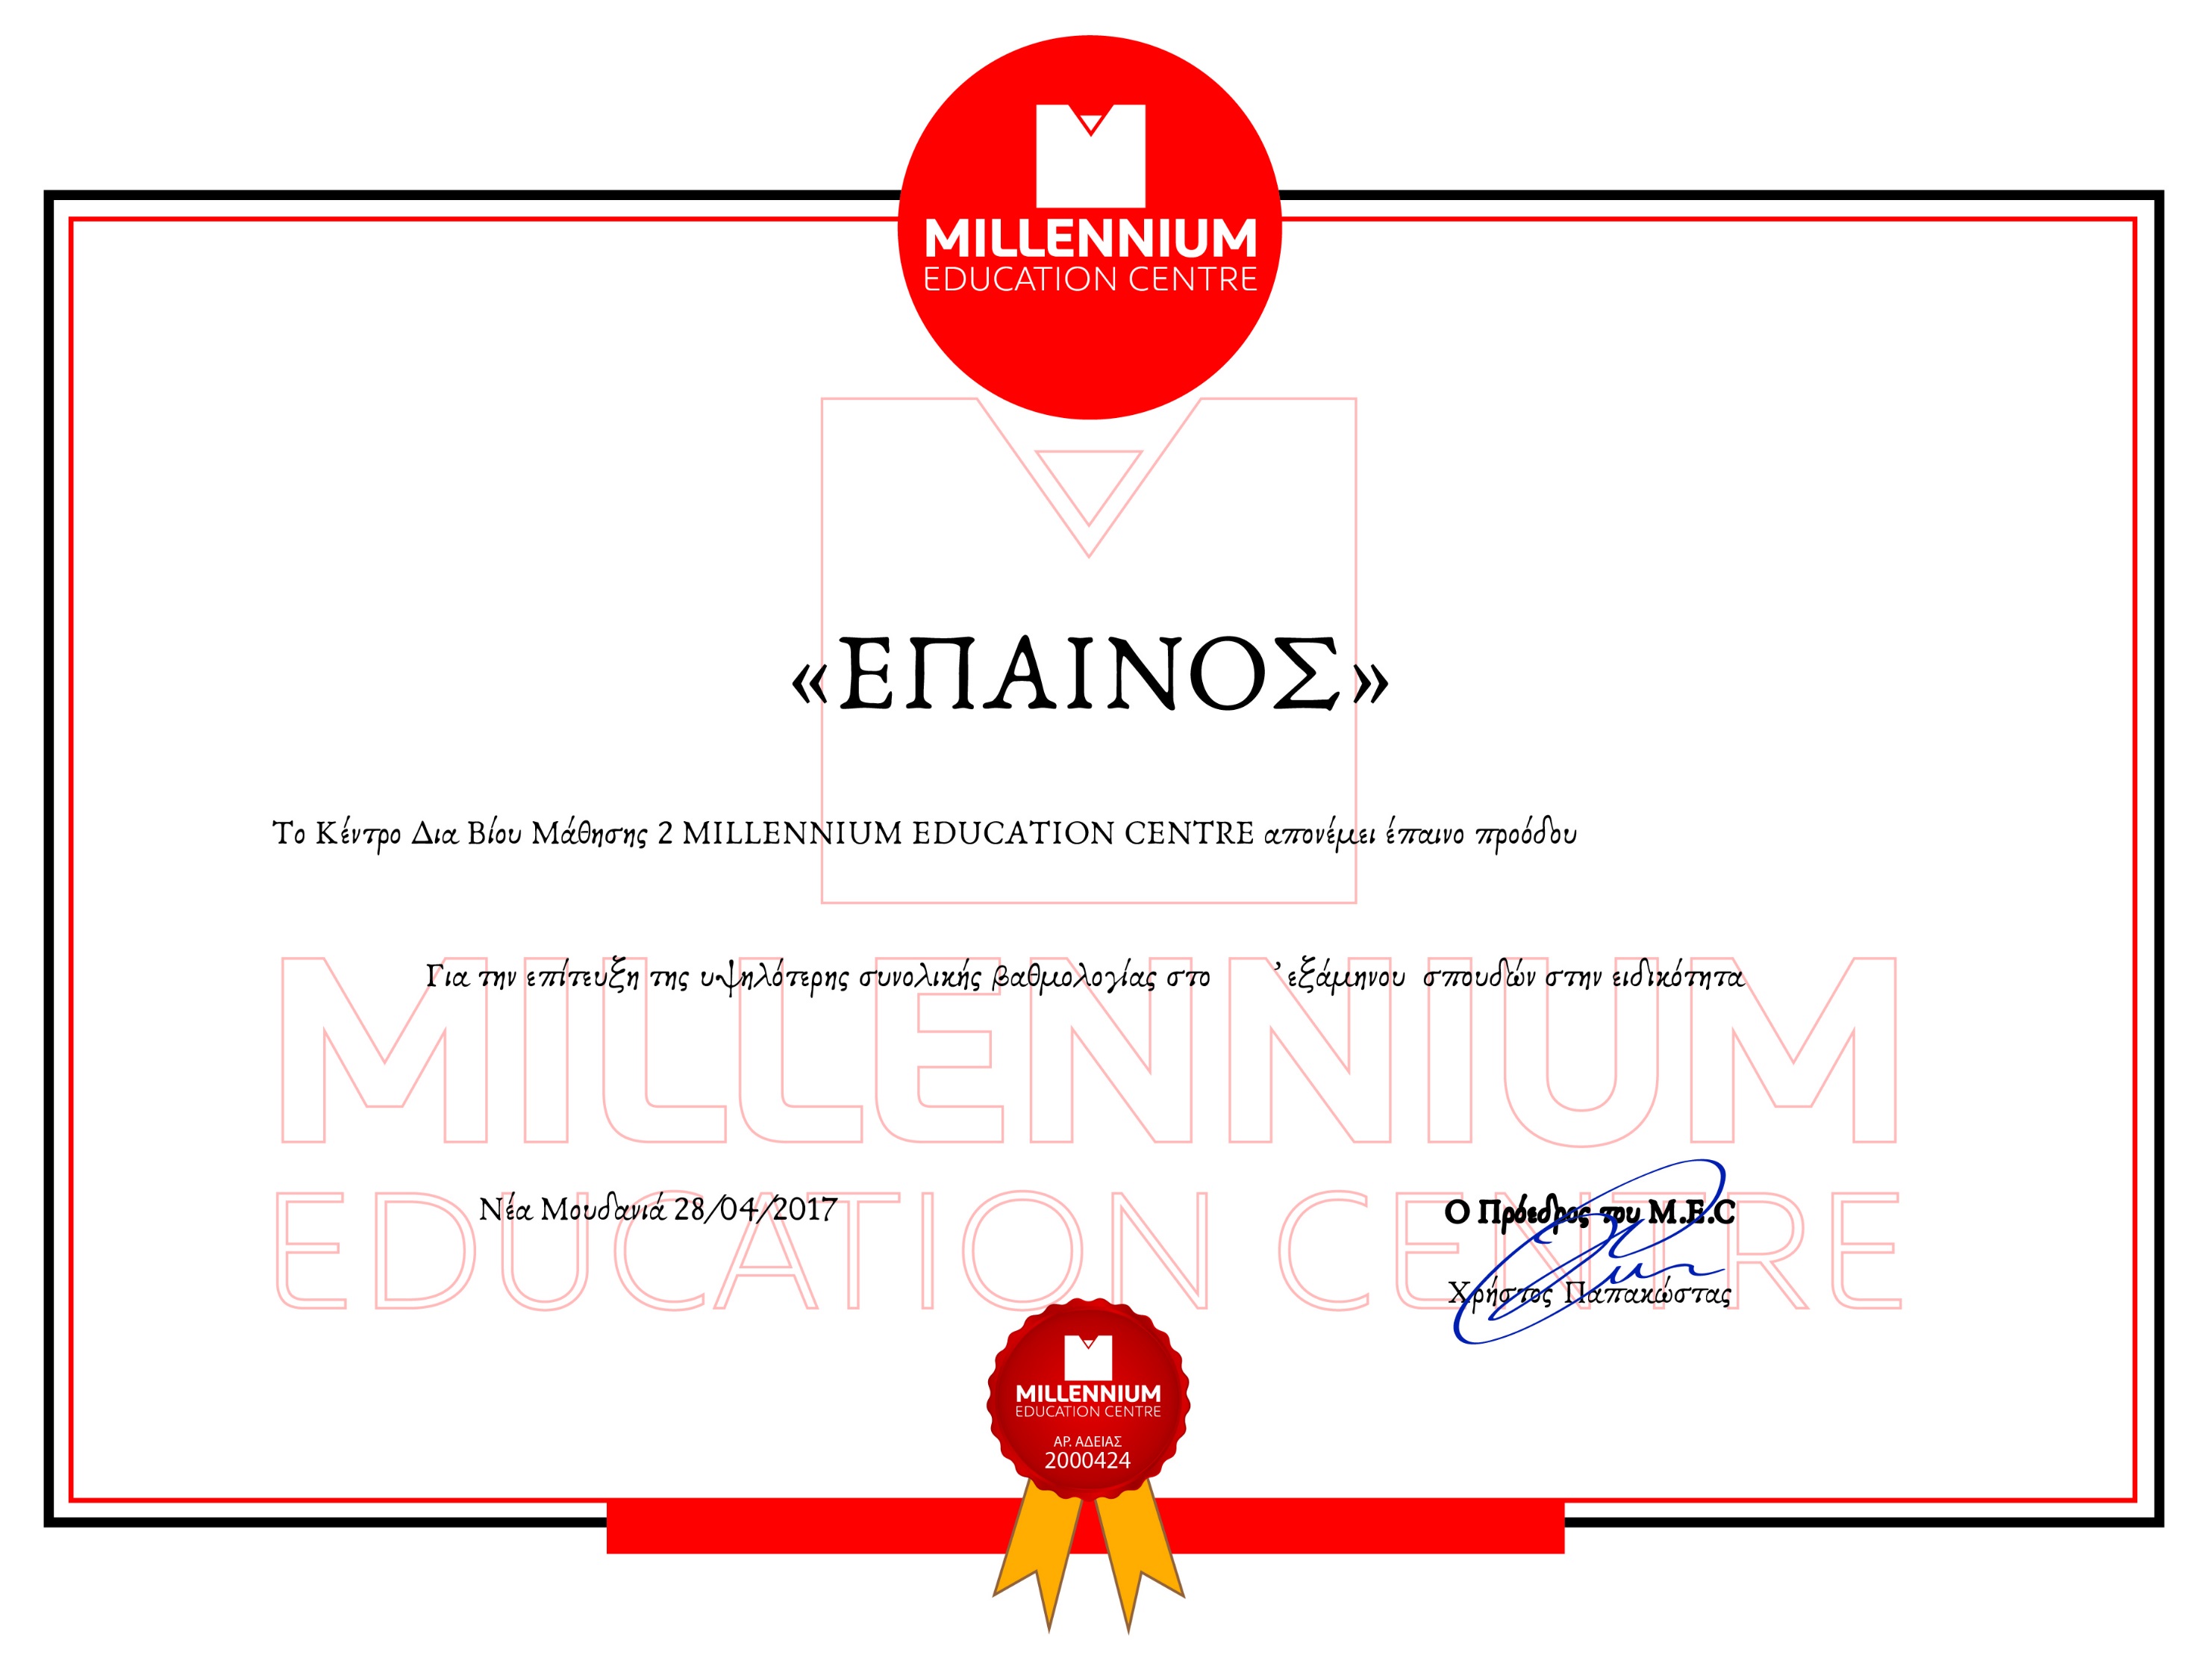 MILLENNIUM
EDUCATION CENTRE
«ΕΠΑΙΝΟΣ»
Το Κέντρο Δια Βίου Μάθησης 2 MILLENNIUM EDUCATION CENTRE απονέμει έπαινο προόδου
Για την επίτευξη της υψηλότερης συνολικής βαθμολογίας στο ’εξάμηνου σπουδών στην ειδικότητα
MILLENNIUM
EDUCATION CENTRE
Νέα Μουδανιά 28/04/2017
Ο Πρόεδρος του M.E.C
Χρήστος Παπακώστας
MILLENNIUM
EDUCATION CENTRE
ΑΡ. ΑΔΕΙΑΣ
2000424